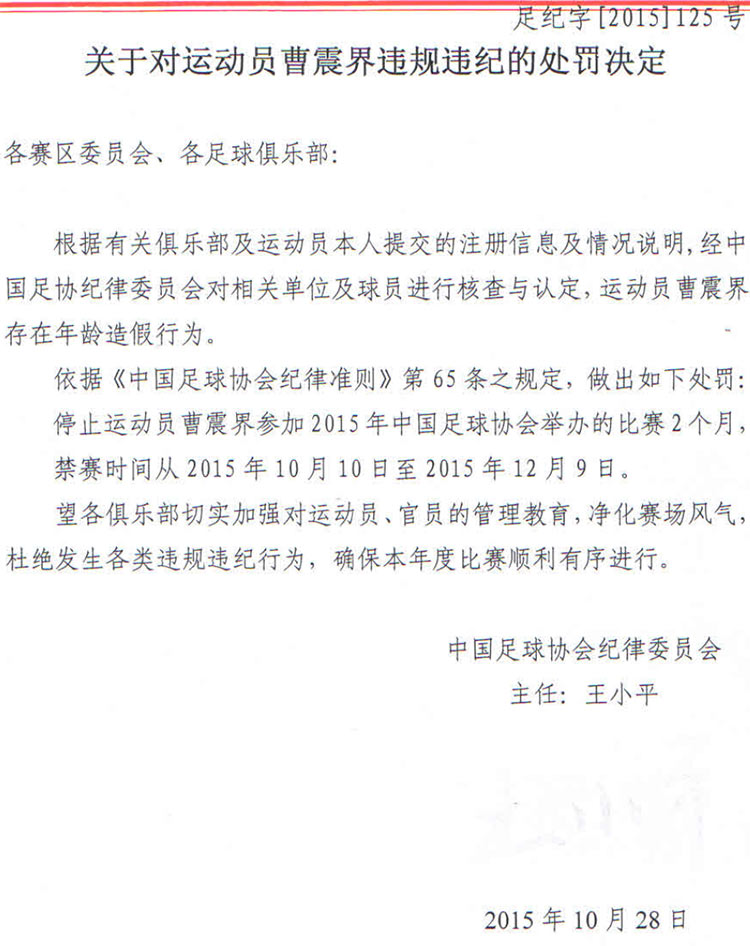 足纪字[2015]125号
关于对运动员曹震界违规违纪的处罚决定
各赛区委员会、各足球俱乐部:
根据有关俱乐部及运动员本人提交的注册信息及情况说明,经中
国足协纪律委员会对相关单位及球员进行核查与认定,运动员曹震界
存在年龄造假行为。
依据《中国足球协会纪律准则》第65条之规定，做出如下处罚:
停止运动员曹震界参加2015年中国足球协会举办的比赛2个月,
禁赛时间从2015年10月10日至2015年12月9日。
望各俱乐部切实加强对运动员、官员的管理教育,净化赛场风气,
杜绝发生各类违规违纪行为，确保本年度比赛顺利有序进行。
中国足球协会纪律委员会
主任：王小平
2015年10月28日